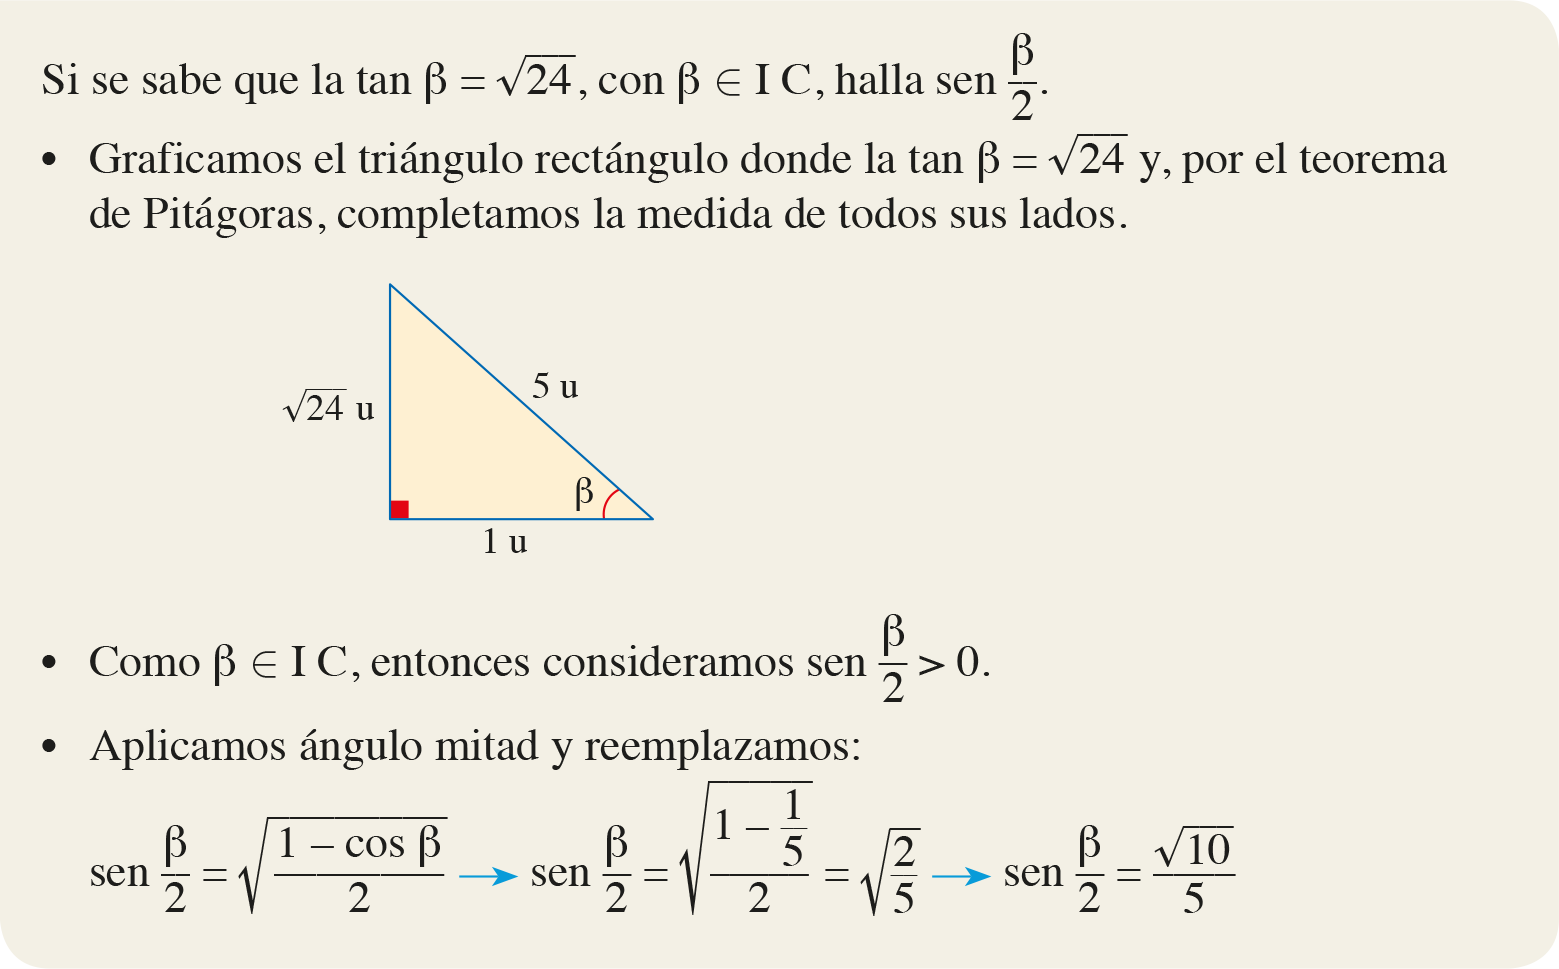 Si se sabe que la tan β = √24, con β ∈ I C, halla sen β/2.
• Graficamos el triángulo rectángulo donde la tan β = √24 y, por el teorema
de Pitágoras, completamos la medida de todos sus lados.
√24 u
5 u
β
1 u
• Como β ∈ I C, entonces consideramos sen β/2 > 0.
• Aplicamos ángulo mitad y reemplazamos:
sen β/2 = √((1 – cos β)/2) → sen β/2 = √((1 – 1/5)/2) = √(2/5) → sen β/2 = √10/5